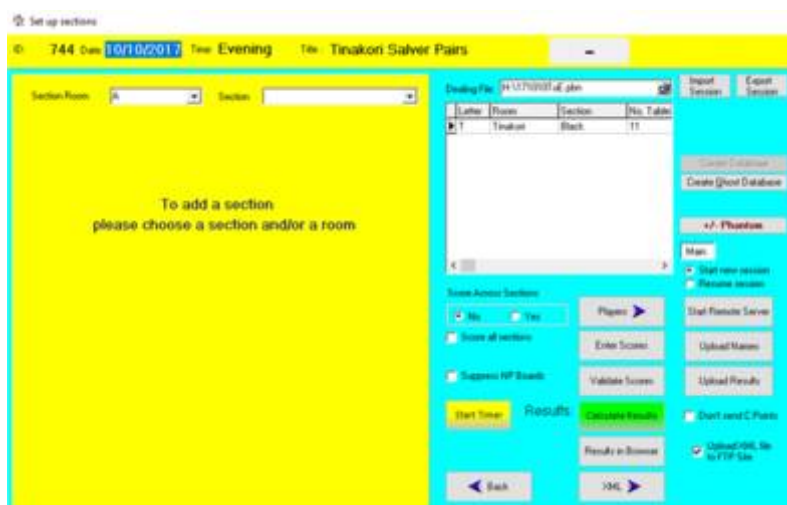 Set up sections
ID: 744 Date 10/10/2017 Time Evening Title Tinakori Salver Pairs
Section Room A Section
To add a section
please choose a section and/or a room
Dealing File
Import Session
Export Session
Letter Room Section No. Tables
T Tinakori Black 11
Create Database
Create Ghost Database
+/- Phantom
Main
Start new session
Resume session
Score Across Sections
No Yes
Score all sections
Suppress NP Boards
Players
Enter Scores
Validate Scores
Start Remote Server
Upload Names
Upload Results
Start Timer
Results
Calculate Results
Results in Browser
Don't send C Points
Upload XML file
to FTP Site
Back
XML